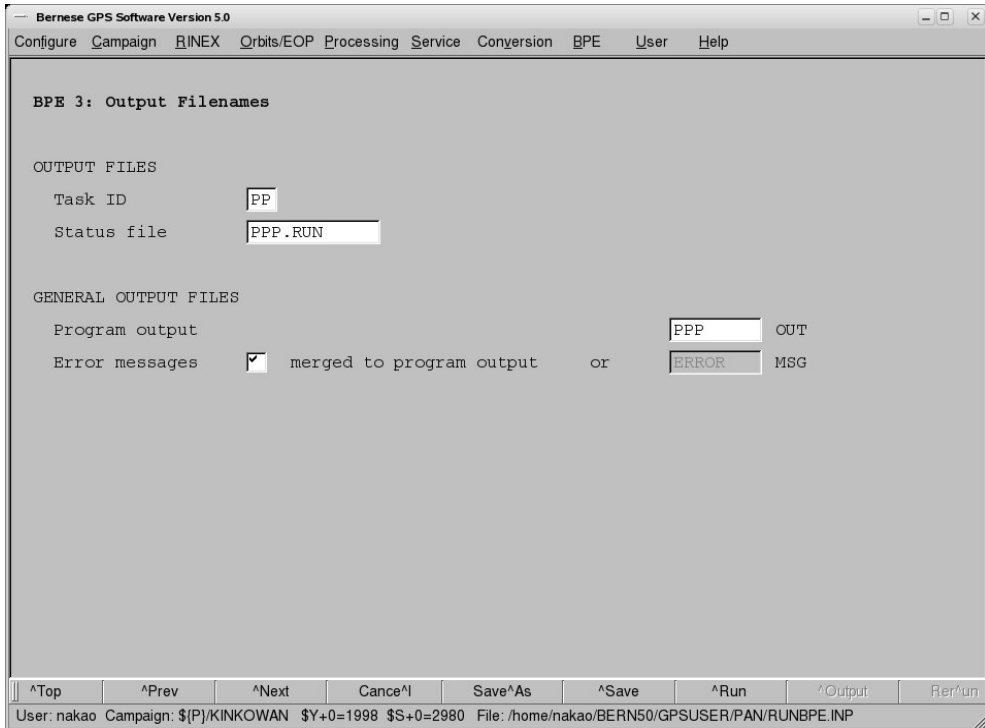 Bernese GPS Software Version 5.0
Configure Campaign RINEX Orbits/EOP Processing Service Conversion BPE User Help
BPE 3: Output Filenames
OUTPUT FILES
Task ID PP
Status file PPP.RUN
GENERAL OUTPUT FILES
Program output PPP OUT
Error messages merged to program output or ERROR MSG
^Top ^Prev ^Next Cance^l Save^As ^Save ^Run ^Output Rer^un
User: nakao Campaign: ${P}/KINKOWAN $Y+0=1998 $S+0=2980 File: /home/nakao/BERN50/GPSUSER/PAN/RUNBPE.INP